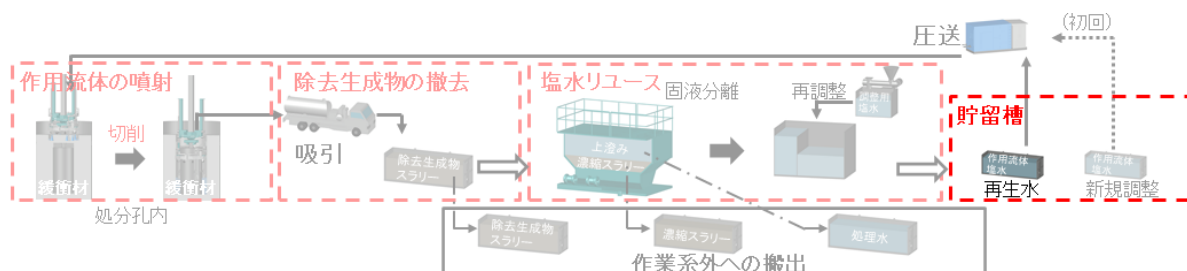 圧送
(初回)
作用流体の噴射
除去生成物の撤去
塩水リユース
固液分離
再調整
調整用
塩水
貯留槽
切削
吸引
上澄み
濃縮スラリー
除去生成物
スラリー
作用流体
塩水
作用流体
塩水
緩衝材
緩衝材
再生水
新規調整
処分孔内
除去生成物
スラリー
濃縮スラリー
処理水
作業系外への搬出